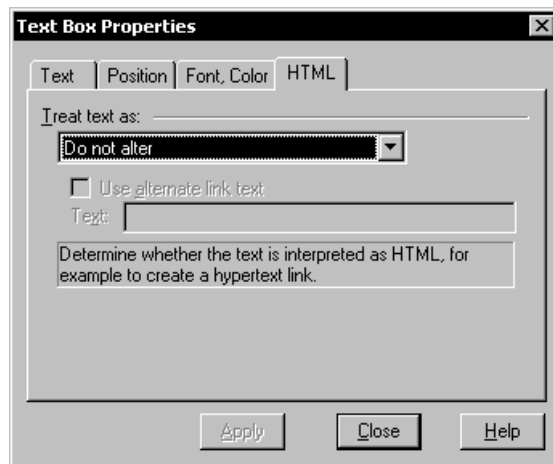 Text Box Properties
Text Position Font, Color HTML
Treat text as:
Do not alter
Use alternate link text
Text:
Determine whether the text is interpreted as HTML, for
example to create a hypertext link.
Apply Close Help